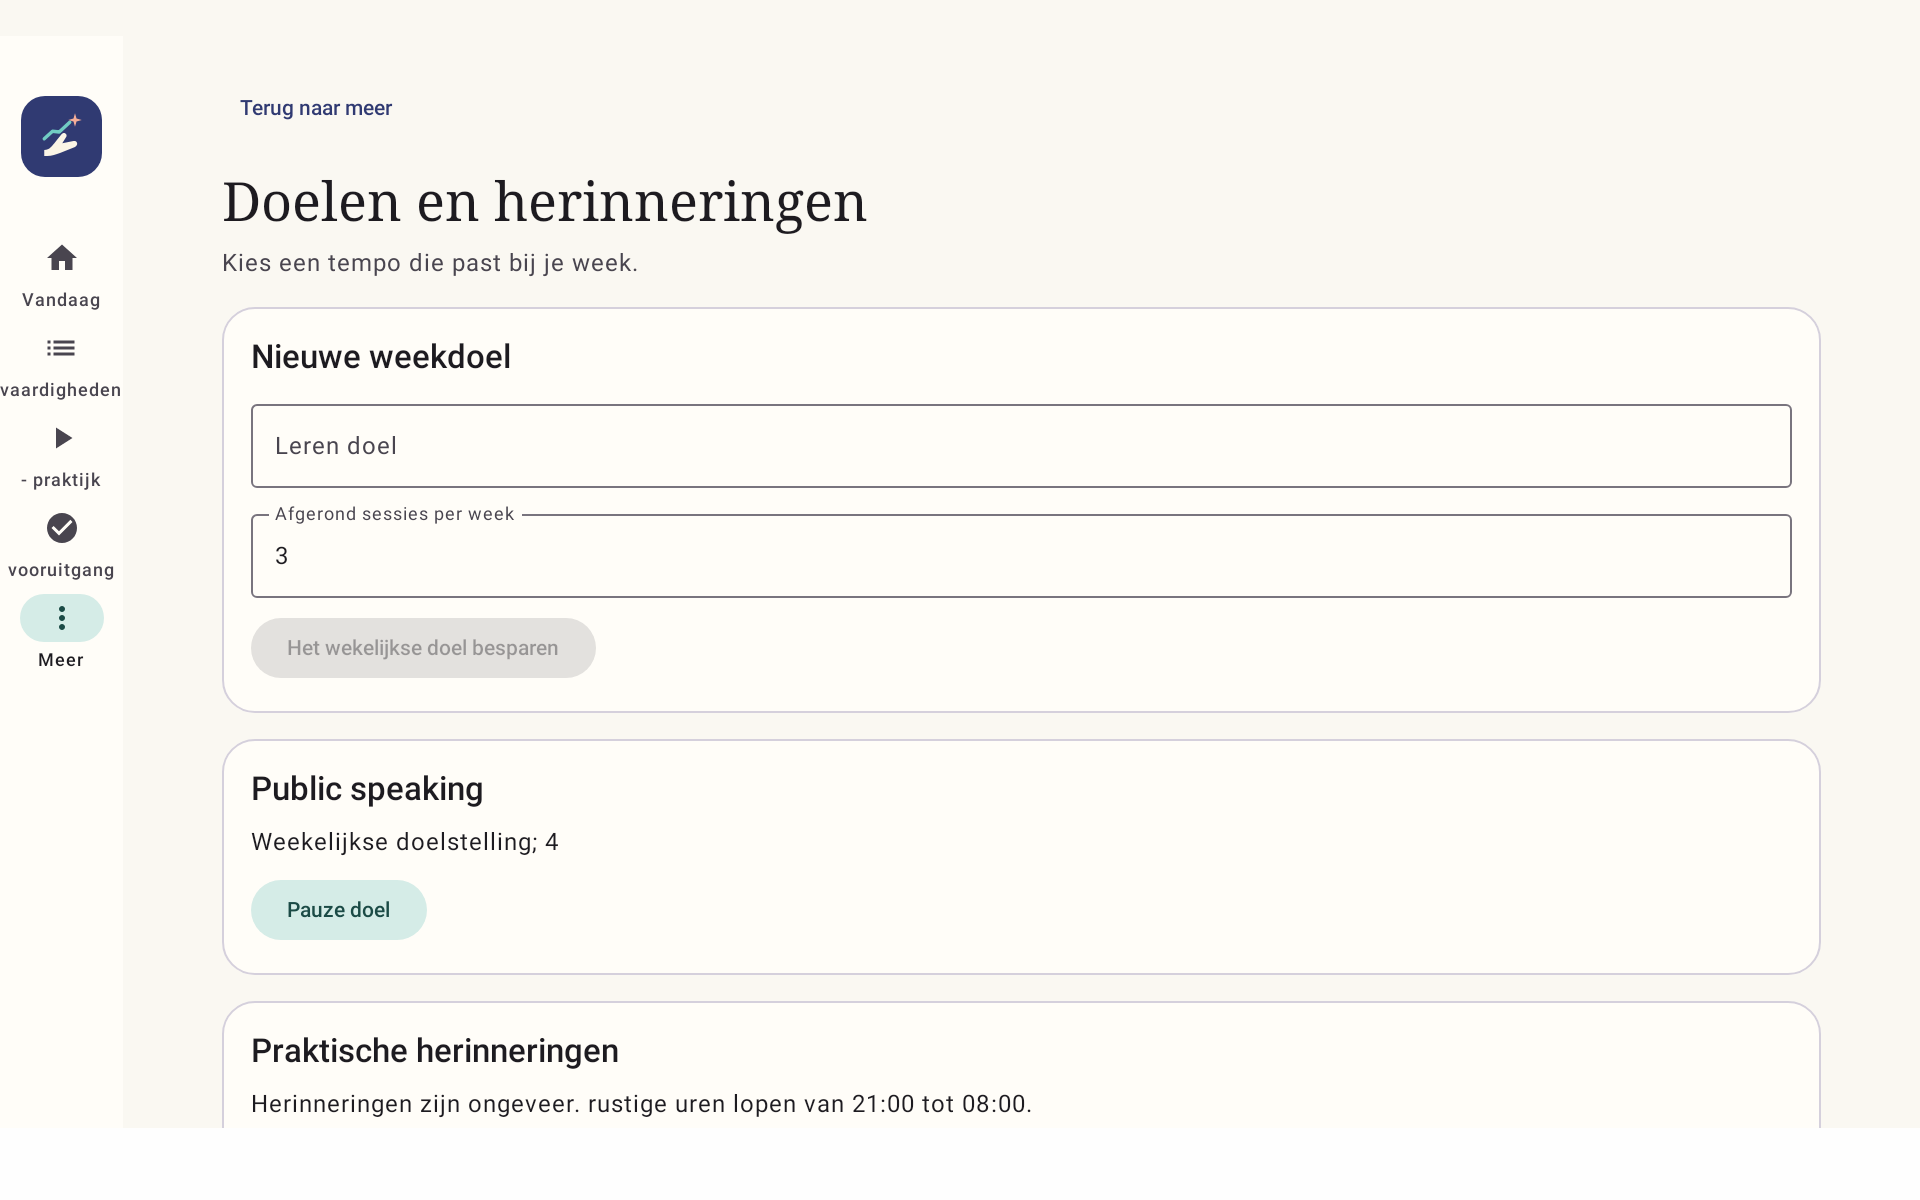 Terug naar meer
Doelen en herinneringen
Kies een tempo die past bij je week.
Vandaag
vaardigheden
- praktijk
vooruitgang
Meer
Nieuwe weekdoel
Leren doel
Afgerond sessies per week
3
Het wekelijkse doel besparen
Public speaking
Weekelijkse doelstelling; 4
Pauze doel
Praktische herinneringen
Herinneringen zijn ongeveer. rustige uren lopen van 21:00 tot 08:00.